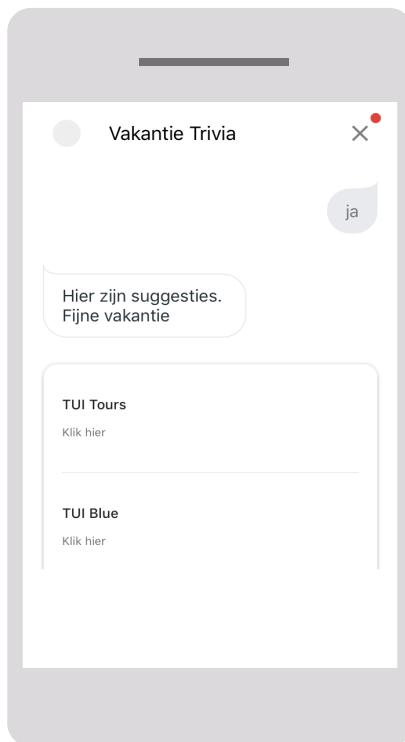 Vakantie Trivia
ja
Hier zijn suggesties.
Fijne vakantie
TUI Tours
Klik hier
TUI Blue
Klik hier